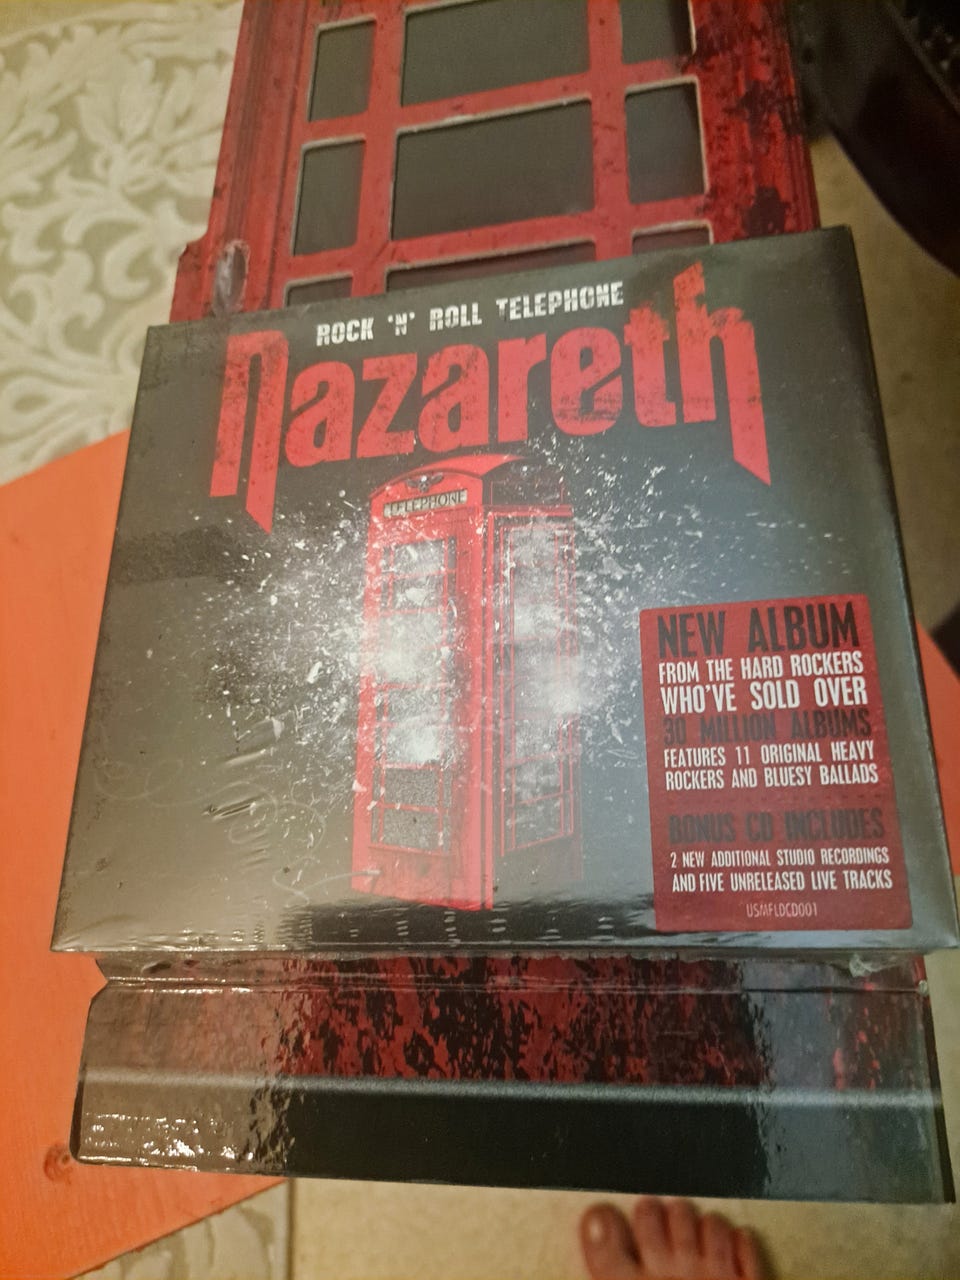 ROCK 'N' ROLL TELEPHONE
Nazareth
TELEPHONE
NEW ALBUM
FROM THE HARD ROCKERS
WHO'VE SOLD OVER
30 MILLION ALBUMS
FEATURES 11 ORIGINAL HEAVY
ROCKERS AND BLUESY BALLADS
BONUS CD INCLUDES
2 NEW ADDITIONAL STUDIO RECORDINGS
AND FIVE UNRELEASED LIVE TRACKS
USMFLDCD001